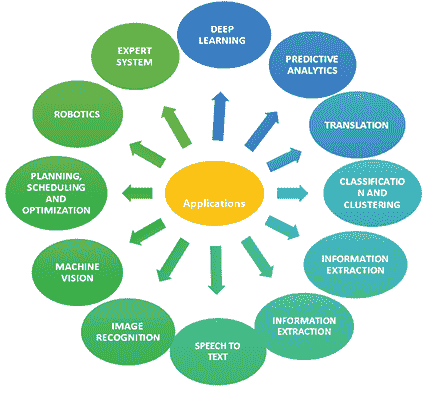 DEEP
LEARNING
PREDICTIVE
ANALYTICS
TRANSLATION
CLASSIFICATIO
N AND
CLUSTERING
INFORMATION
EXTRACTION
INFORMATION
EXTRACTION
SPEECH TO
TEXT
IMAGE
RECOGNITION
MACHINE
VISION
PLANNING,
SCHEDULING
AND
OPTIMIZATION
ROBOTICS
EXPERT
SYSTEM
Applications